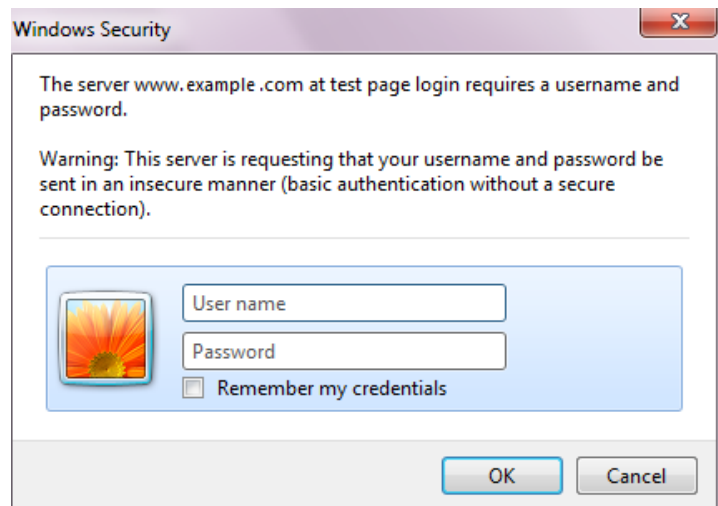 Windows Security
The server www.example.com at test page login requires a username and
password.
Warning: This server is requesting that your username and password be
sent in an insecure manner (basic authentication without a secure
connection).
User name
Password
Remember my credentials
OK Cancel